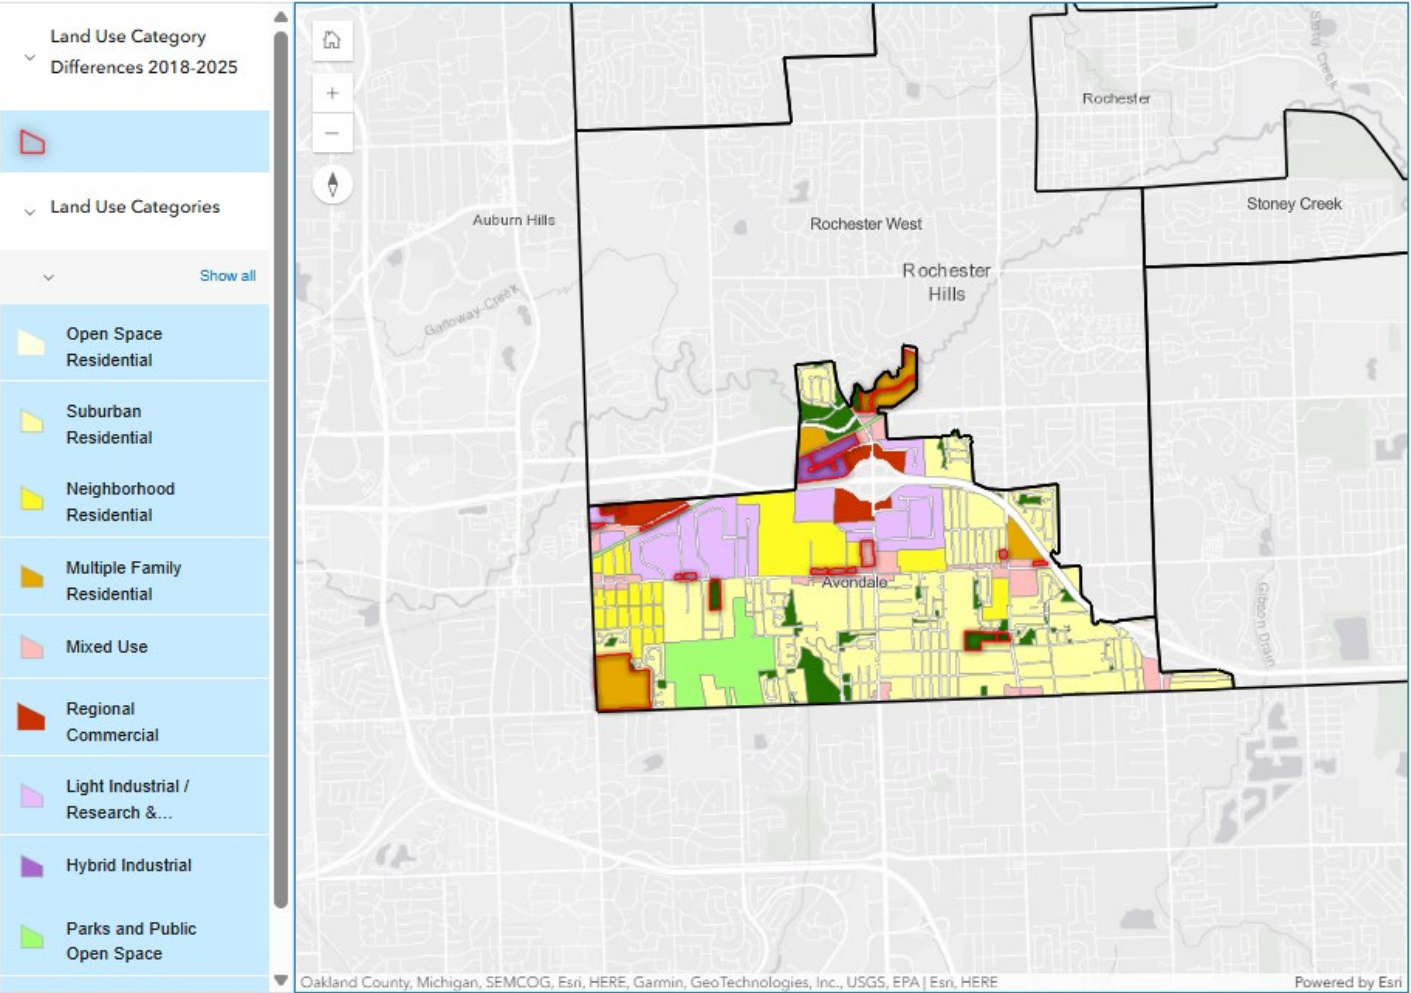 Land Use Category
Differences 2018-2025
Land Use Categories
Show all
Open Space
Residential
Suburban
Residential
Neighborhood
Residential
Multiple Family
Residential
Mixed Use
Regional
Commercial
Light Industrial /
Research &...
Hybrid Industrial
Parks and Public
Open Space
Stony Creek
Rochester
Stoney Creek
Auburn Hills
Rochester West
Rochester
Hills
Galloway-Creek
Avondale
Gibson Drain
Oakland County, Michigan, SEMCOG, Esri, HERE, Garmin, GeoTechnologies, Inc., USGS, EPA | Esri, HERE
Powered by Esri